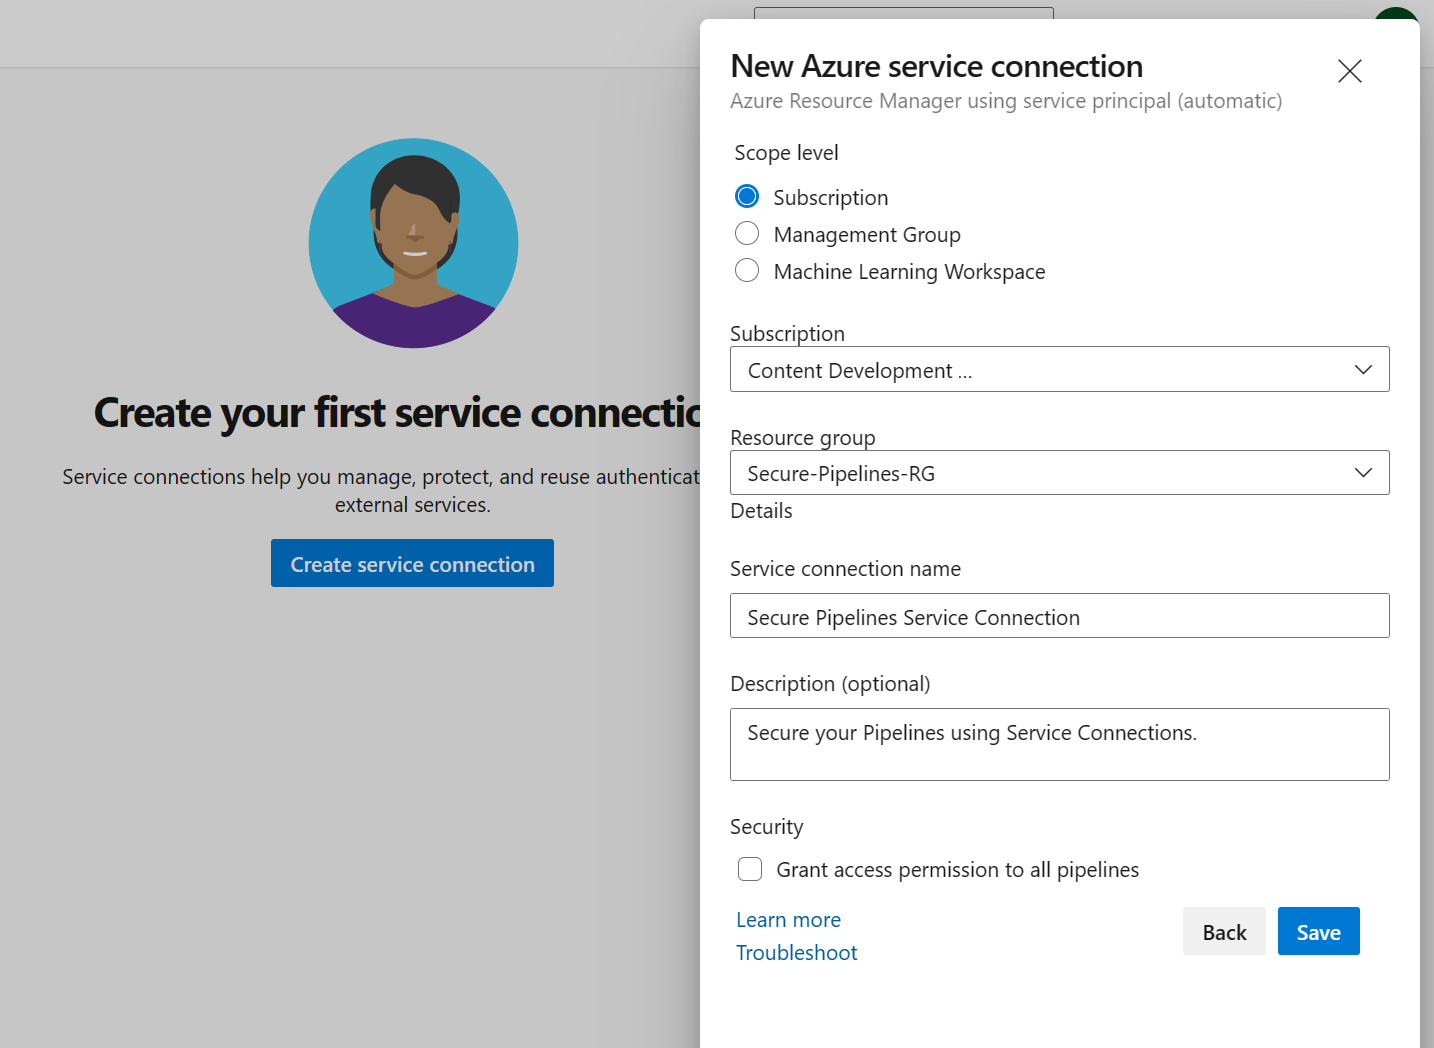 Create your first service connectio
Service connections help you manage, protect, and reuse authenticat
external services.
Create service connection
New Azure service connection
Azure Resource Manager using service principal (automatic)
Scope level
Subscription
Management Group
Machine Learning Workspace
Subscription
Content Development ...
Resource group
Secure-Pipelines-RG
Details
Service connection name
Secure Pipelines Service Connection
Description (optional)
Secure your Pipelines using Service Connections.
Security
Grant access permission to all pipelines
Learn more
Troubleshoot
Back
Save